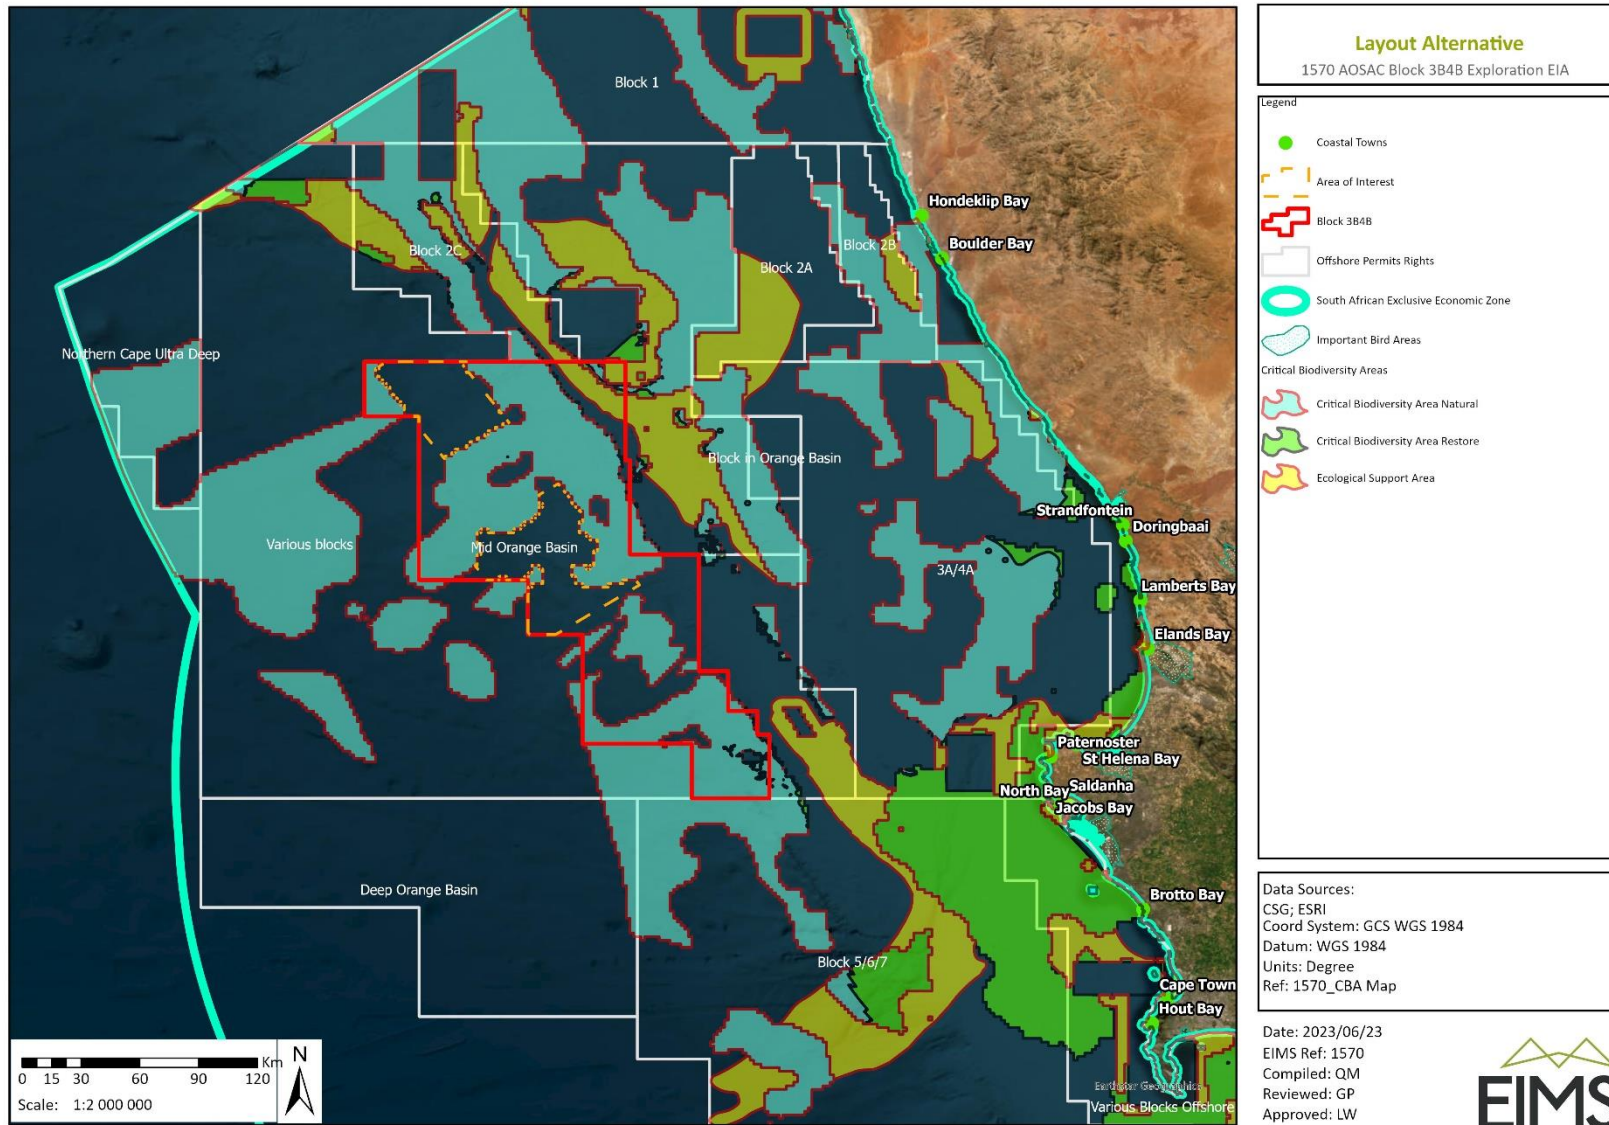 Block 1
Hondeklip Bay
Boulder Bay
Block 2B
Block 2C
Block 2A
Northern Cape Ultra Deep
Block in Orange Basin
Strandfontein
Doringbaai
Various blocks
Mid Orange Basin
3A/4A
Lamberts Bay
Elands Bay
Paternoster
St Helena Bay
North Bay
Saldanha
Jacobs Bay
Deep Orange Basin
Brotto Bay
Block 5/6/7
Cape Town
Hout Bay
Earthstar Geographics
Various Blocks Offshore
Km
0 15 30 60 90 120
Scale: 1:2 000 000
N
Layout Alternative
1570 AOSAC Block 3B4B Exploration EIA
Legend
Coastal Towns
Area of Interest
Block 3B4B
Offshore Permits Rights
South African Exclusive Economic Zone
Important Bird Areas
Critical Biodiversity Areas
Critical Biodiversity Area Natural
Critical Biodiversity Area Restore
Ecological Support Area
Data Sources:
CSG; ESRI
Coord System: GCS WGS 1984
Datum: WGS 1984
Units: Degree
Ref: 1570_CBA Map
Date: 2023/06/23
EIMS Ref: 1570
Compiled: QM
Reviewed: GP
Approved: LW
EIMS